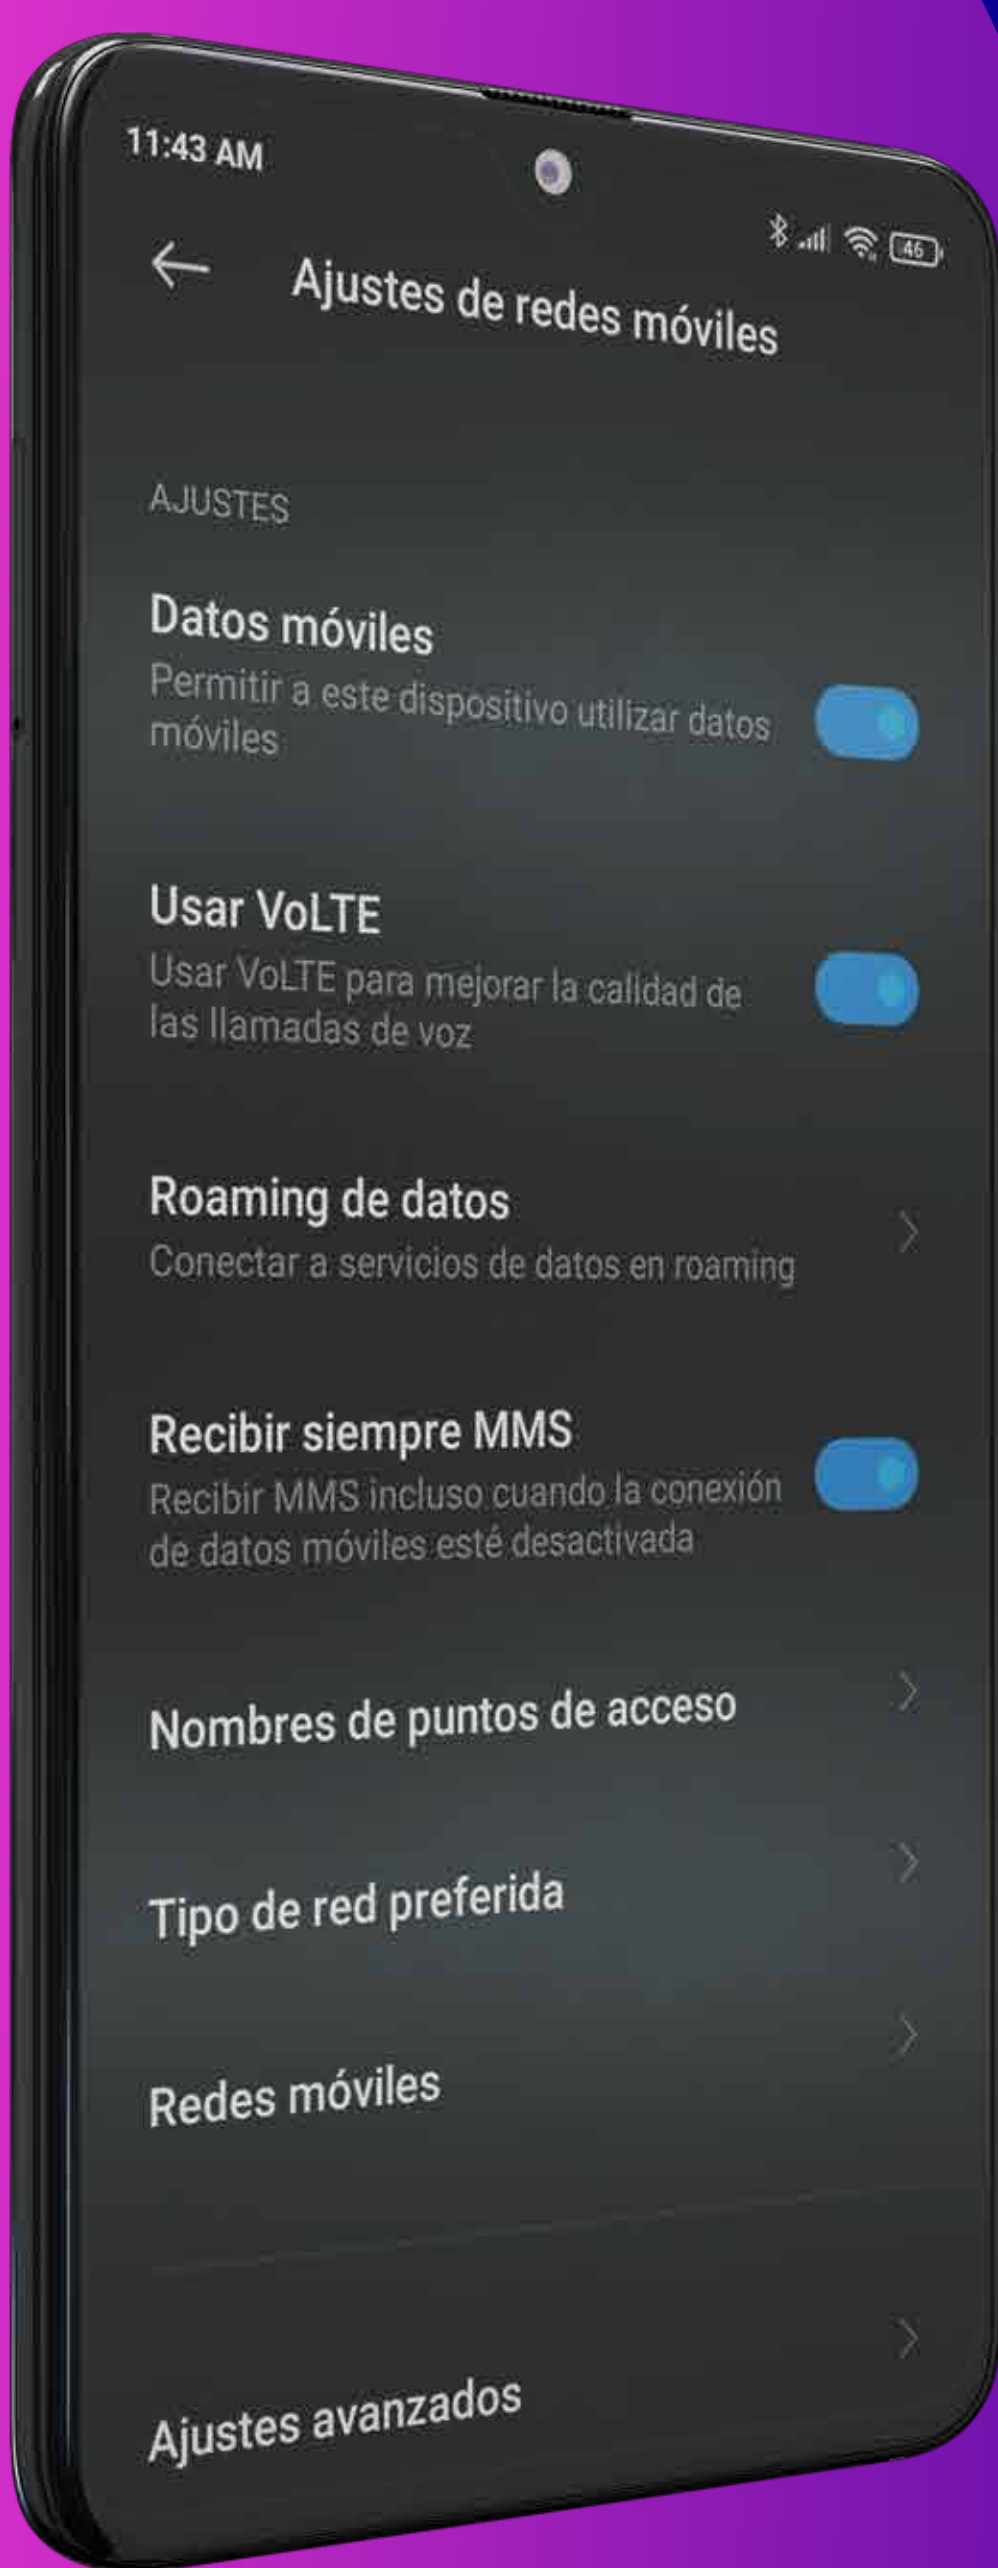 11:43 AM
46
Ajustes de redes móviles
AJUSTES
Datos móviles
Permitir a este dispositivo utilizar datos
móviles
Usar VoLTE
Usar VoLTE para mejorar la calidad de
las llamadas de voz
Roaming de datos
Conectar a servicios de datos en roaming
Recibir siempre MMS
Recibir MMS incluso cuando la conexión
de datos móviles esté desactivada
Nombres de puntos de acceso
Tipo de red preferida
Redes móviles
Ajustes avanzados